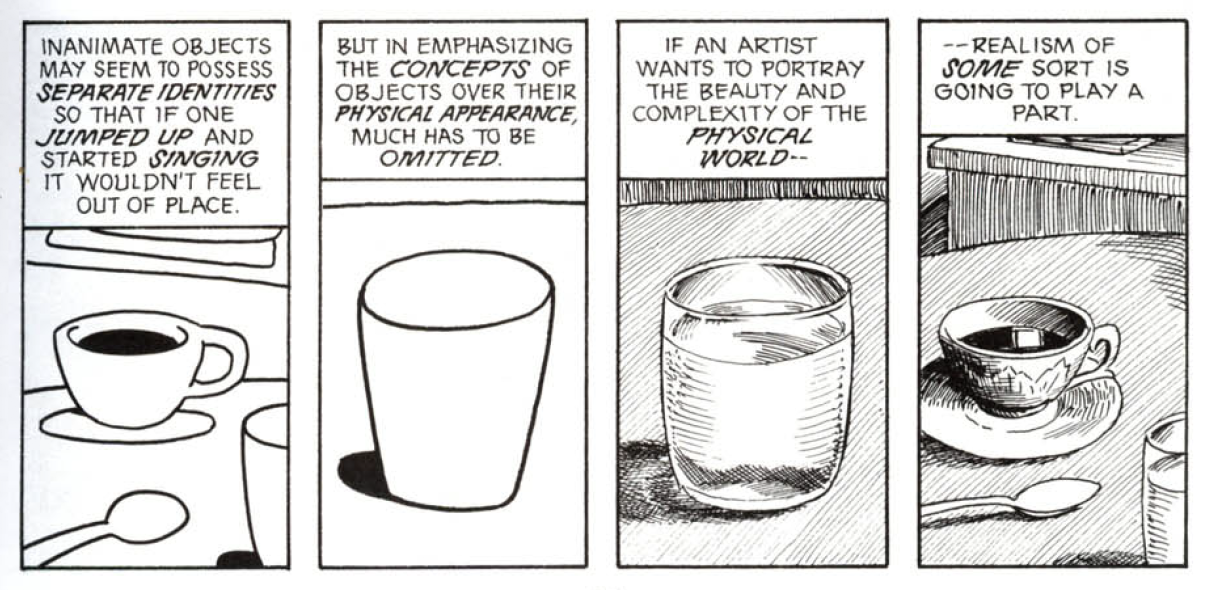 INANIMATE OBJECTS
MAY SEEM TO POSSESS
SEPARATE IDENTITIES
SO THAT IF ONE
JUMPED UP AND
STARTED SINGING
IT WOULDN'T FEEL
OUT OF PLACE.
BUT IN EMPHASIZING
THE CONCEPTS OF
OBJECTS OVER THEIR
PHYSICAL APPEARANCE,
MUCH HAS TO BE
OMITTED.
IF AN ARTIST
WANTS TO PORTRAY
THE BEAUTY AND
COMPLEXITY OF THE
PHYSICAL
WORLD--
--REALISM OF
SOME SORT IS
GOING TO PLAY A
PART.